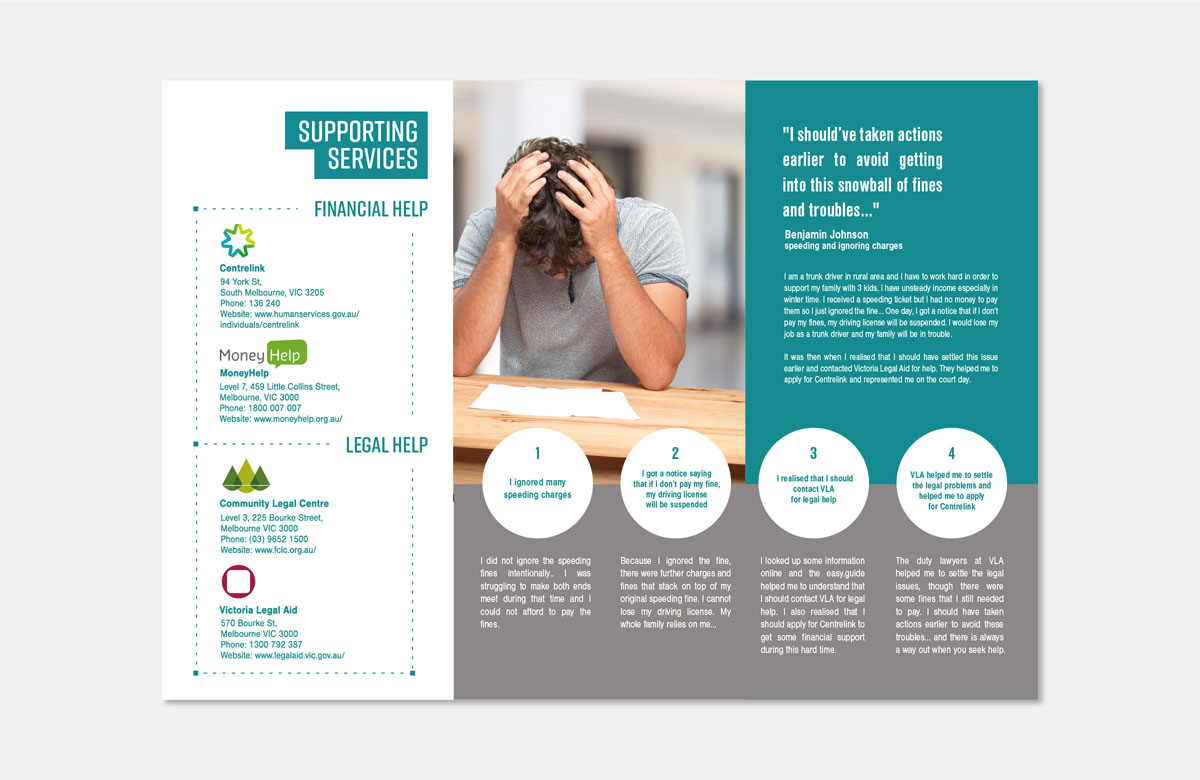 SUPPORTING
SERVICES
FINANCIAL HELP
Centrelink
94 York St,
South Melbourne, VIC 3205
Phone: 136 240
Website: www.humanservices.gov.au/
individuals/centrelink
Money Help
MoneyHelp
Level 7, 459 Little Collins Street,
Melbourne, VIC 3000
Phone: 1800 007 007
Website: www.moneyhelp.org.au/
LEGAL HELP
Community Legal Centre
Level 3, 225 Bourke Street,
Melbourne VIC 3000
Phone: (03) 9652 1500
Website: www.fclc.org.au/
Victoria Legal Aid
570 Bourke St,
Melbourne VIC 3000
Phone: 1300 792 387
Website: www.legalaid.vic.gov.au/
"I should've taken actions
earlier to avoid getting
into this snowball of fines
and troubles..."
Benjamin Johnson
speeding and ignoring charges
I am a trunk driver in rural area and I have to work hard in order to
support my family with 3 kids. I have unsteady income especially in
winter time. I received a speeding ticket but I had no money to pay
them so I just ignored the fine... One day, I got a notice that if I don't
pay my fines, my driving license will be suspended. I would lose my
job as a trunk driver and my family will be in trouble.
It was then when I realised that I should have settled this issue
earlier and contacted Victoria Legal Aid for help. They helped me to
apply for Centrelink and represented me on the court day.
1
I ignored many
speeding charges
I did not ignore the speeding
fines intentionally.. I was
struggling to make both ends
meet during that time and I
could not afford to pay the
fines.
2
I got a notice saying
that if I don't pay my fine,
my driving license
will be suspended
Because I ignored the fine,
there were further charges and
fines that stack on top of my
original speeding fine. I cannot
lose my driving license. My
whole family relies on me...
3
I realised that I should
contact VLA
for legal help
I looked up some information
online and the easy.guide
helped me to understand that
I should contact VLA for legal
help. I also realised that I
should apply for Centrelink to
get some financial support
during this hard time.
4
VLA helped me to settle
the legal problems and
helped me to apply
for Centrelink
The duty lawyers at VLA
helped me to settle the legal
issues, though there were
some fines that I still needed
to pay. I should have taken
actions earlier to avoid these
troubles... and there is always
a way out when you seek help.